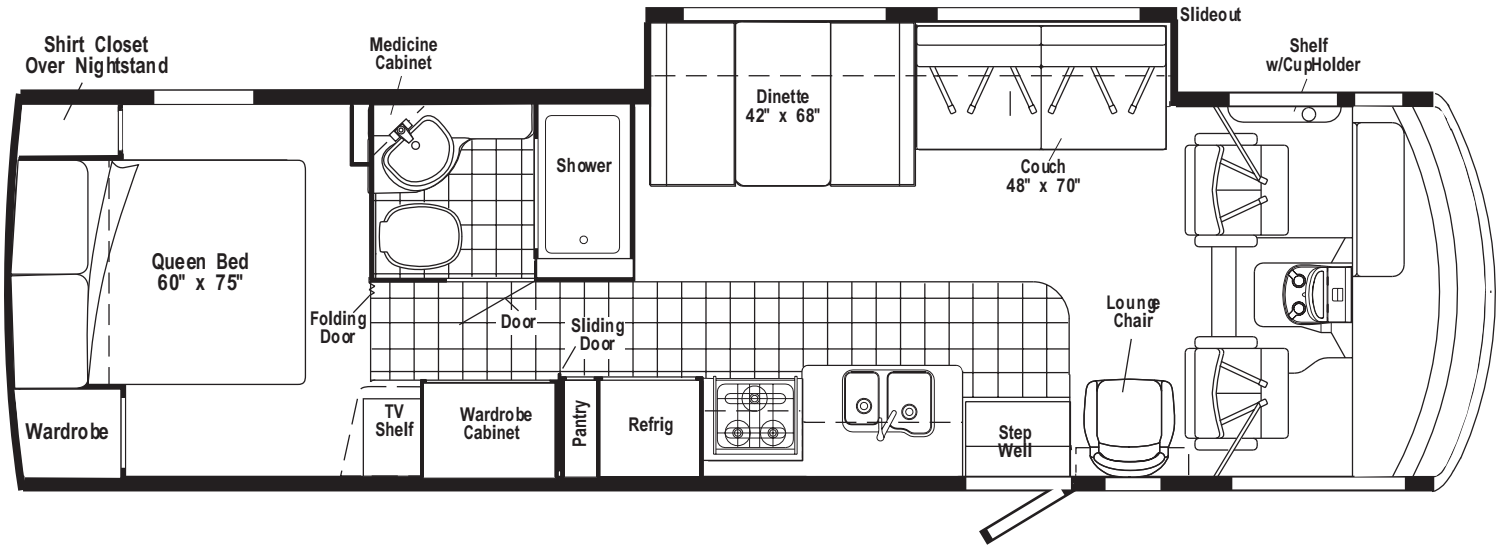 Slideout
Shirt Closet
Over Nightstand
Medicine
Cabinet
Shelf
w/CupHolder
Dinette
42" x 68"
Shower
Couch
48" x 70"
Queen Bed
60" x 75"
Folding
Door
Door
Sliding
Door
Lounge
Chair
Wardrobe
TV
Shelf
Wardrobe
Cabinet
Pantry
Refrig
Step
Well